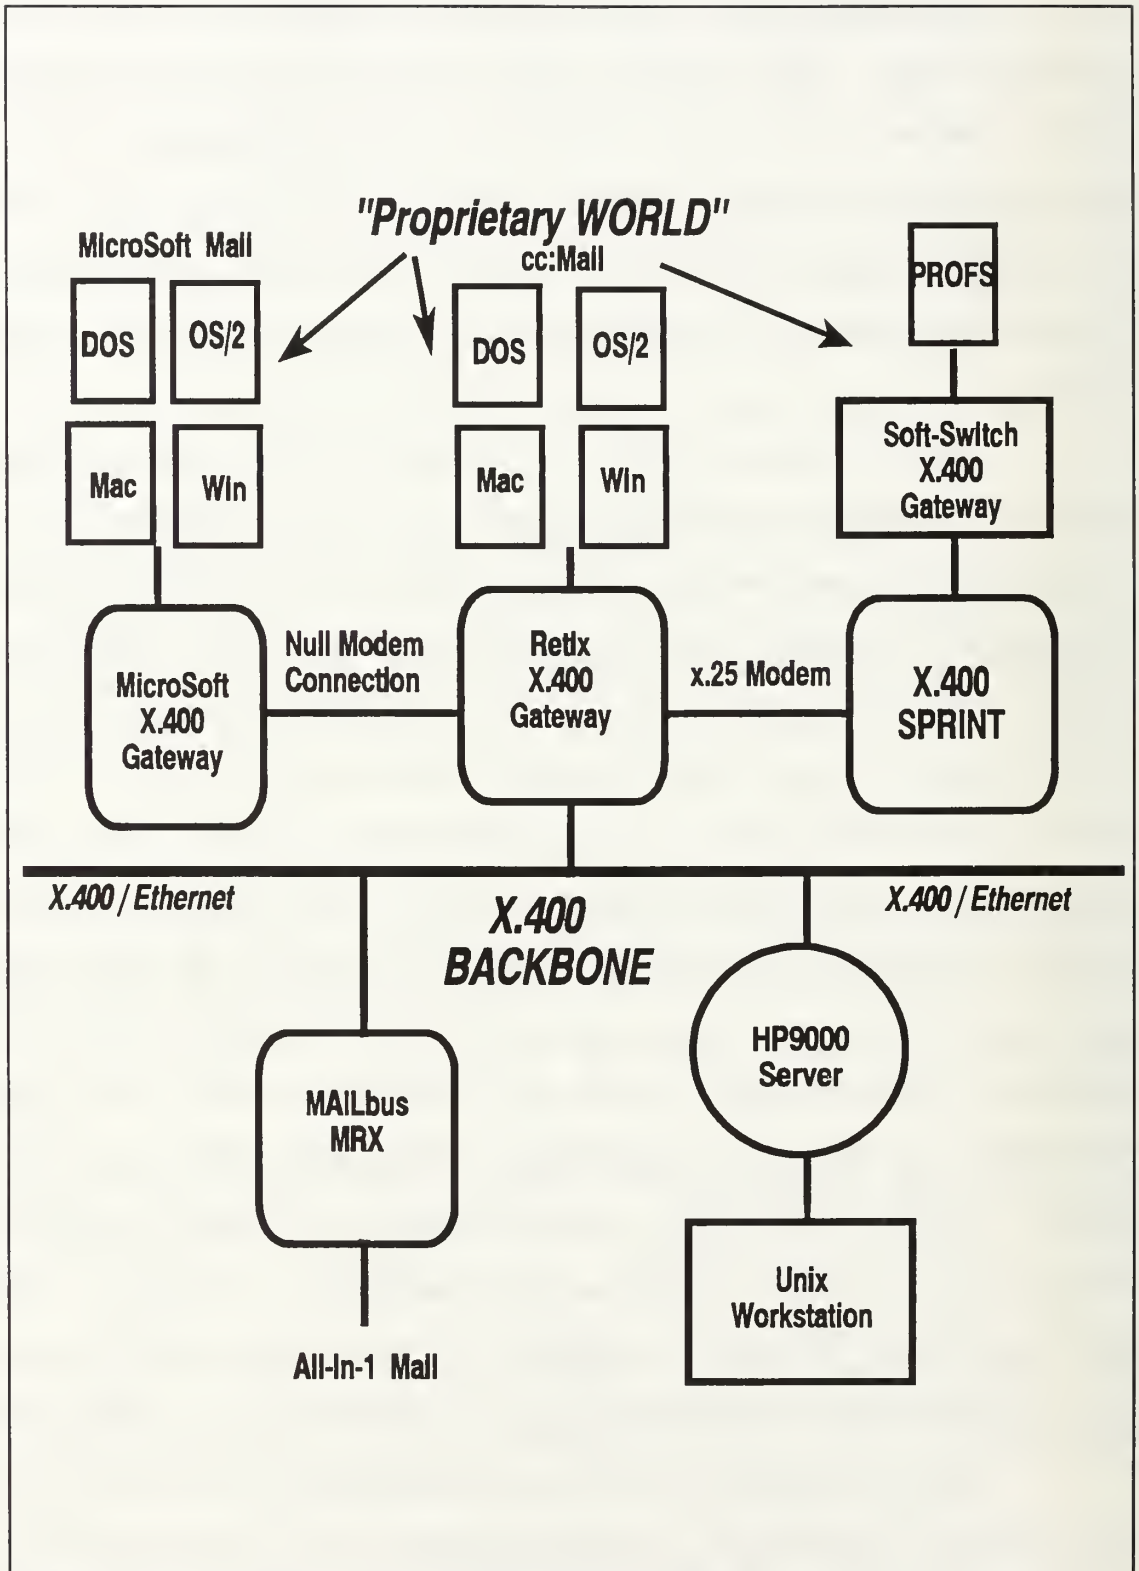 "Proprietary WORLD"
MicroSoft Mail
cc:Mail
DOS
OS/2
Mac
Win
DOS
OS/2
Mac
Win
PROFS
Soft-Switch
X.400
Gateway
MicroSoft
X.400
Gateway
Null Modem
Connection
Retix
X.400
Gateway
x.25 Modem
X.400
SPRINT
X.400 / Ethernet
X.400
BACKBONE
X.400 / Ethernet
MAILbus
MRX
All-In-1 Mail
HP9000
Server
Unix
Workstation